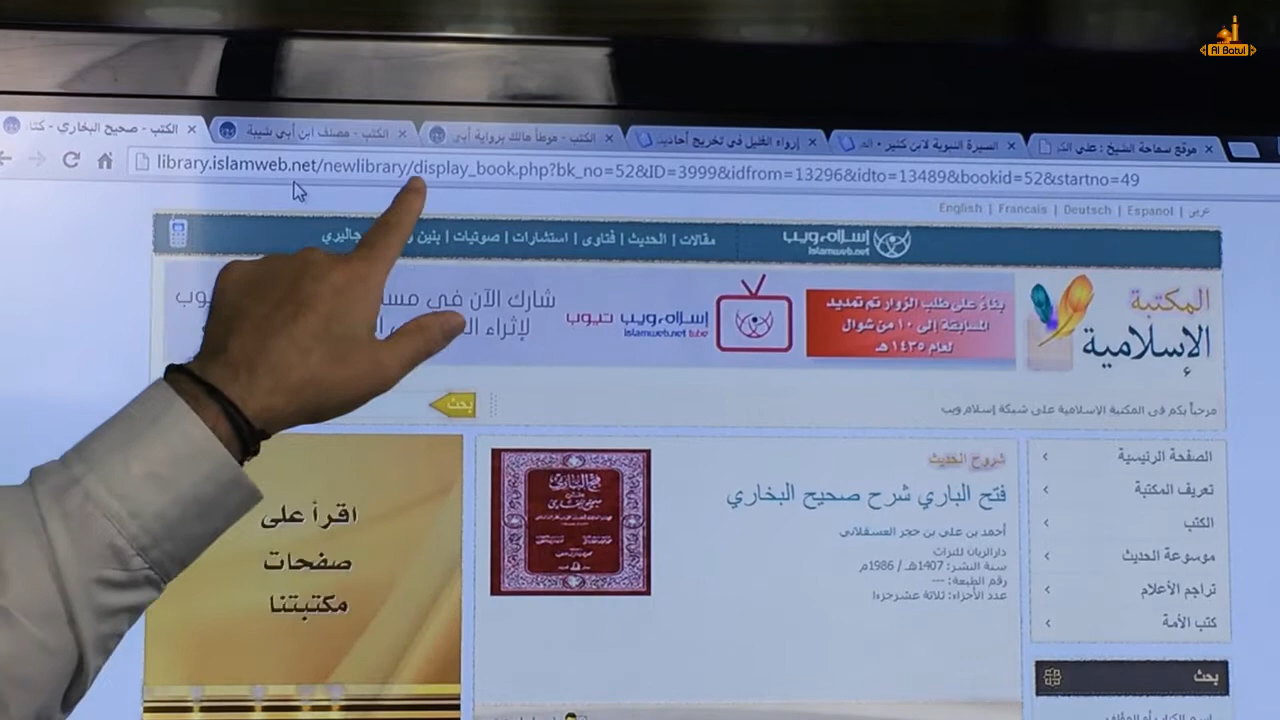 Al Batul
الكتب - صحيح البخاري - كتا
الكتب - مصنف ابن أبي شيبة
الكتب - موطأ مالك برواية أبي
إرواء الغليل في تخريج أحاديث
السيرة النبوية لابن كثير • الم
موقع سماحة الشيخ : علي الكو
library.islamweb.net/newlibrary/display_book.php?bk_no=52&ID=3999&idfrom=13296&idto=13489&bookid=52&startno=49
English | Francais | Deutsch | Espanol | عربي
إسلام ويب
islamweb.net
مقالات | الحديث | فتاوى | استشارات | صوتيات | بنين
جاليري
المكتبة
الإسلامية
بناءً على طلب الزوار تم تمديد
المسابقة إلى ١٠ من شوال
لعام ١٤٣٥ هـ
إسلام ويب تيوب
islamweb.net tube
شارك الآن في
لإثراء
مرحباً بكم فى المكتبة الإسلامية على شبكة إسلام ويب
بحث
الصفحة الرئيسية
تعريف المكتبة
الكتب
موسوعة الحديث
تراجم الأعلام
كتب الأمة
بحث
شروح الحديث
فتح الباري شرح صحيح البخاري
أحمد بن علي بن حجر العسقلاني
دار الريان للتراث
سنة النشر: 1407هـ / 1986م
رقم الطبعة: ---
عدد الأجزاء: ثلاثة عشر جزءا
فتح الباري
اقرأ على
صفحات
مكتبتنا